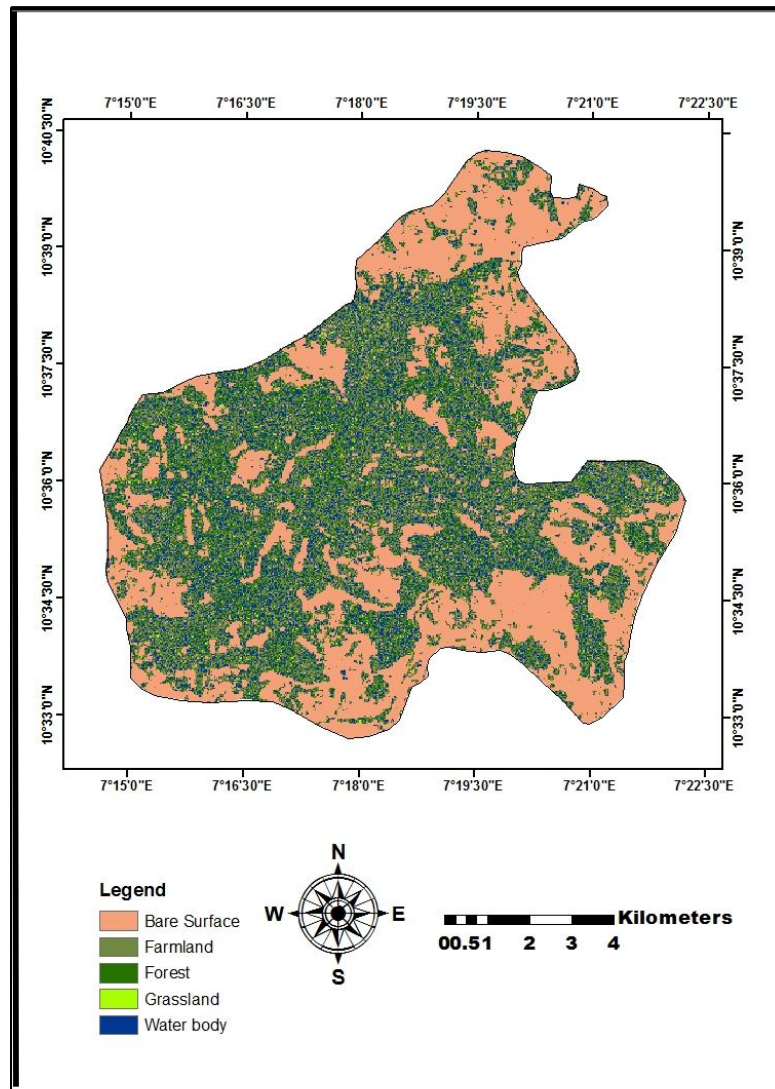 7°15'0"E 7°16'30"E 7°18'0"E 7°19'30"E 7°21'0"E 7°22'30"E
10°40'30"N
10°39'0"N 10°39'0"N
10°37'30"N 10°37'30"N
10°36'0"N 10°36'0"N
10°34'30"N 10°34'30"N
10°33'0"N 10°33'0"N
7°15'0"E 7°16'30"E 7°18'0"E 7°19'30"E 7°21'0"E 7°22'30"E
N
W E
S
Legend
Bare Surface
Farmland
Forest
Grassland
Water body
Kilometers
00.51 2 3 4